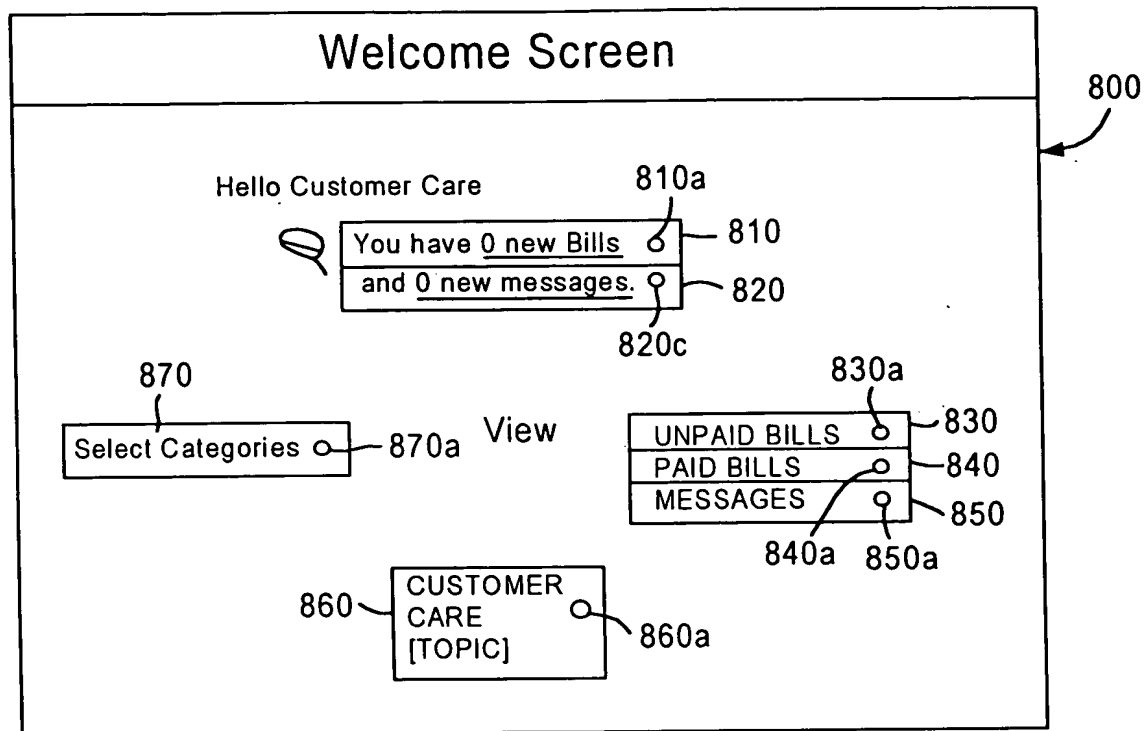 Welcome Screen
800
Hello Customer Care
810a
You have 0 new Bills
810
and 0 new messages.
820
820c
870
Select Categories
870a
View
830a
UNPAID BILLS
830
PAID BILLS
840
MESSAGES
850
840a
850a
860
CUSTOMER
CARE
[TOPIC]
860a